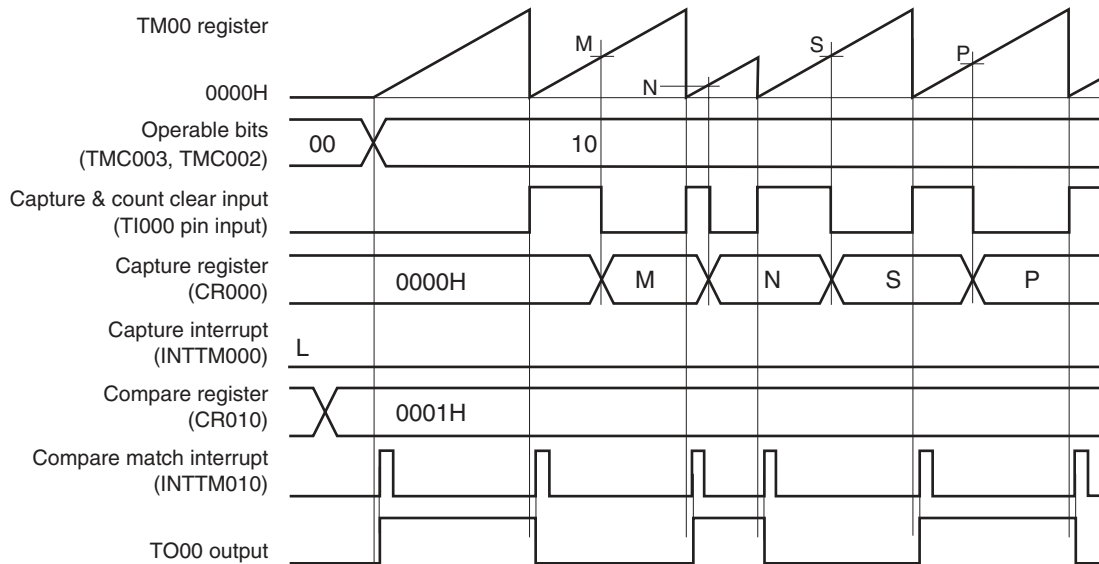 TM00 register
M
S
P
N
0000H
Operable bits
(TMC003, TMC002)
00
10
Capture & count clear input
(TI000 pin input)
Capture register
(CR000)
0000H
M
N
S
P
Capture interrupt
(INTTM000)
L
Compare register
(CR010)
0001H
Compare match interrupt
(INTTM010)
TO00 output